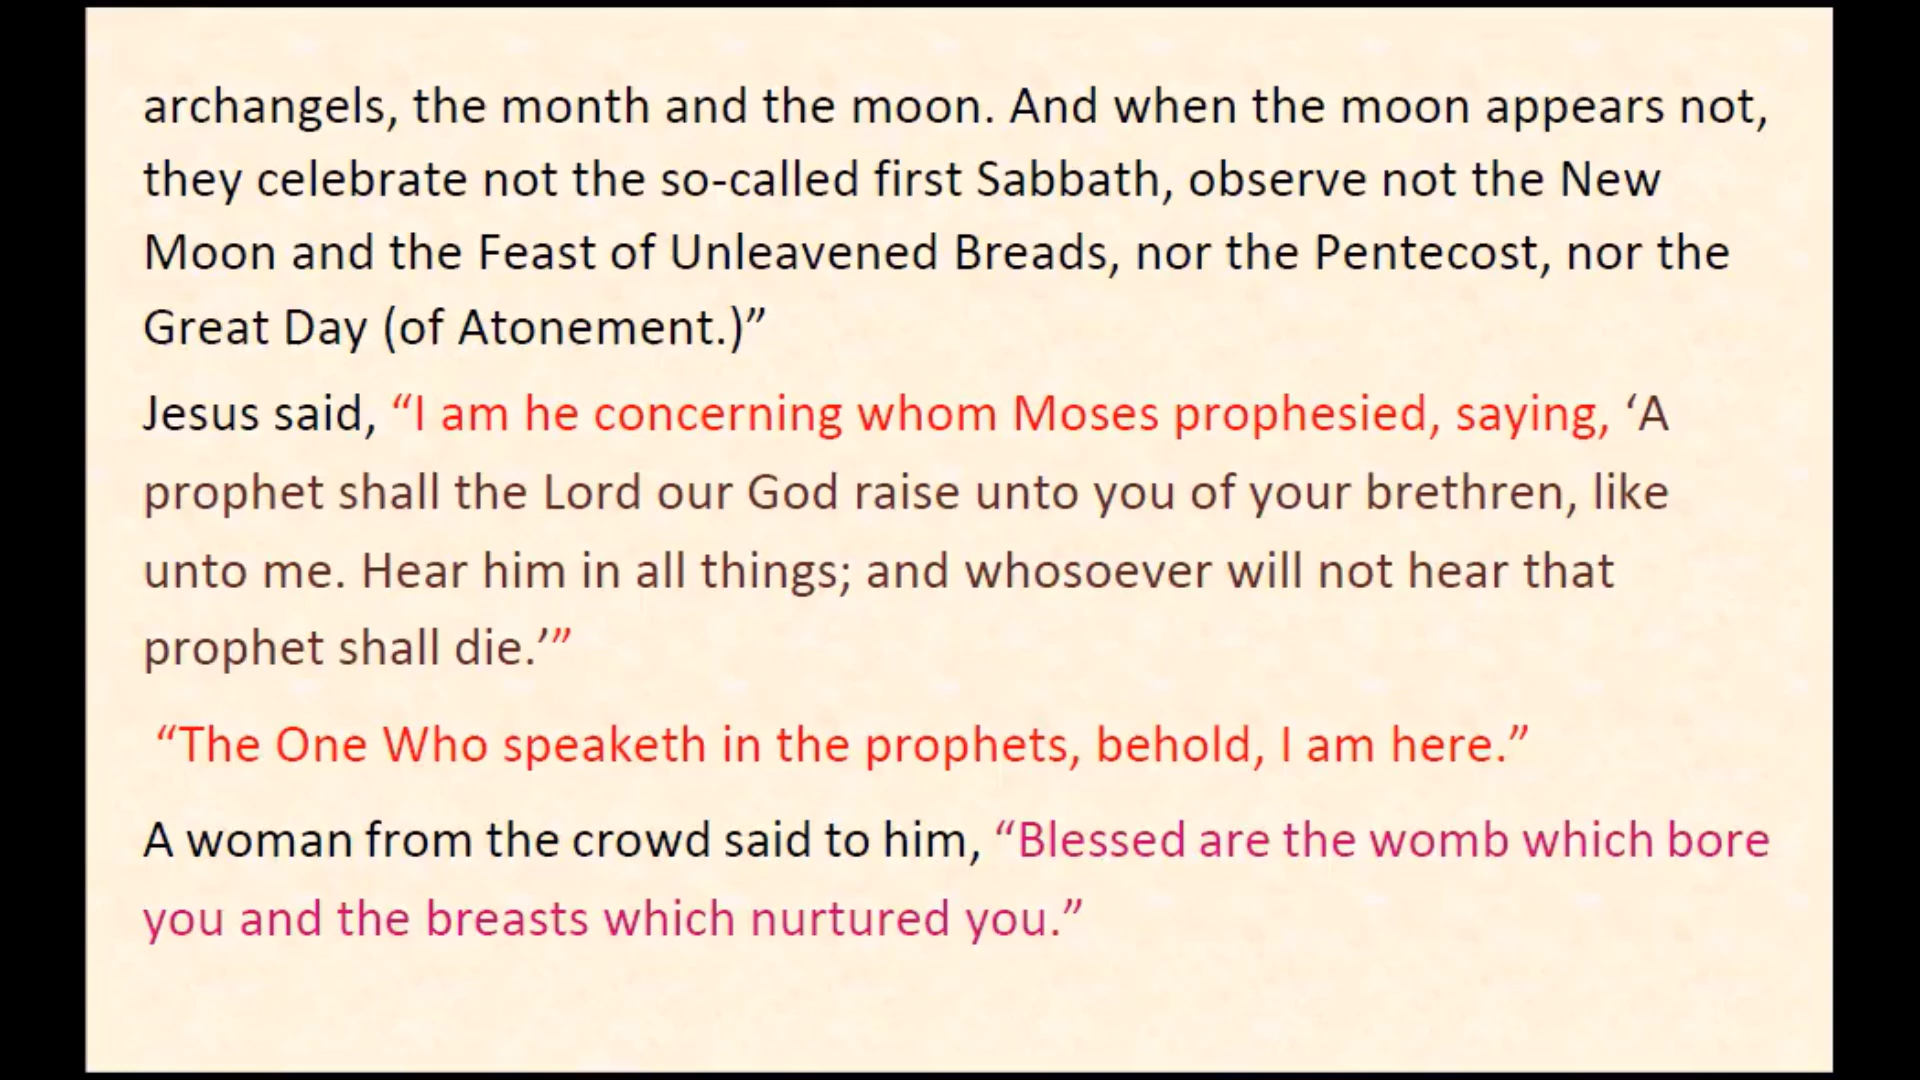 archangels, the month and the moon. And when the moon appears not,
they celebrate not the so-called first Sabbath, observe not the New
Moon and the Feast of Unleavened Breads, nor the Pentecost, nor the
Great Day (of Atonement.)”
Jesus said, “I am he concerning whom Moses prophesied, saying, ‘A
prophet shall the Lord our God raise unto you of your brethren, like
unto me. Hear him in all things; and whosoever will not hear that
prophet shall die.’”
“The One Who speaketh in the prophets, behold, I am here.”
A woman from the crowd said to him, “Blessed are the womb which bore
you and the breasts which nurtured you.”